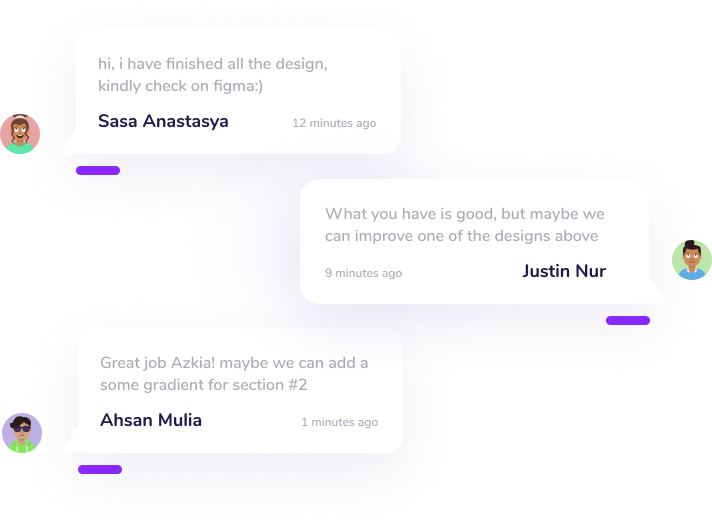 hi, i have finished all the design,
kindly check on figma:)
Sasa Anastasya 12 minutes ago
What you have is good, but maybe we
can improve one of the designs above
9 minutes ago Justin Nur
Great job Azkia! maybe we can add a
some gradient for section #2
Ahsan Mulia 1 minutes ago